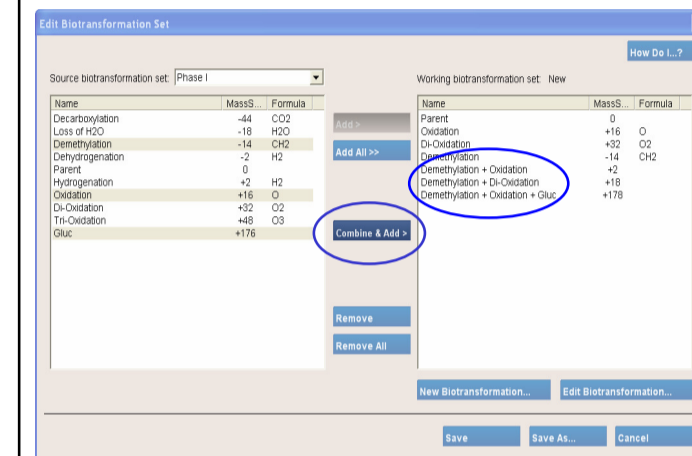 Edit Biotransformation Set
How Do I...?
Source biotransformation set: Phase I
Working biotransformation set: New
Name MassS... Formula
Decarboxylation -44 CO2
Loss of H2O -18 H2O
Demethylation -14 CH2
Dehydrogenation -2 H2
Parent 0
Hydrogenation +2 H2
Oxidation +16 O
Di-Oxidation +32 O2
Tri-Oxidation +48 O3
Gluc +176
Add >
Add All >>
Combine & Add >
Remove
Remove All
Name MassS... Formula
Parent 0
Oxidation +16 O
Di-Oxidation +32 O2
Demethylation -14 CH2
Demethylation + Oxidation +2
Demethylation + Di-Oxidation +18
Demethylation + Oxidation + Gluc +178
New Biotransformation...
Edit Biotransformation...
Save
Save As...
Cancel